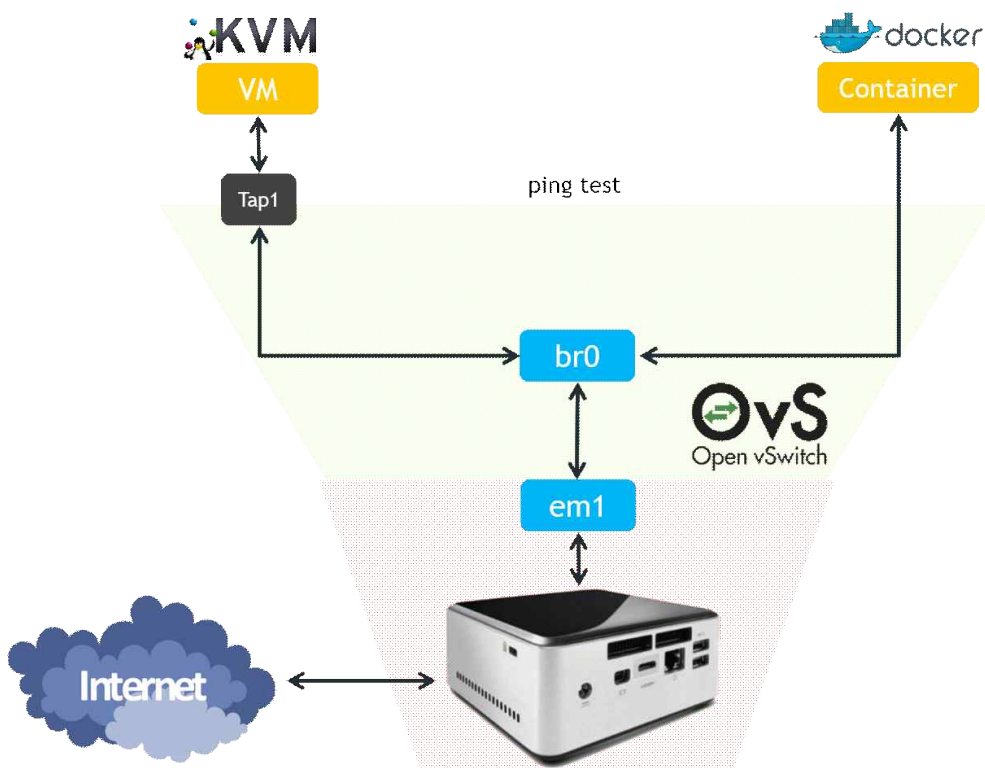 KVM
docker
VM
Container
Tap1
ping test
br0
OvS
Open vSwitch
em1
Internet